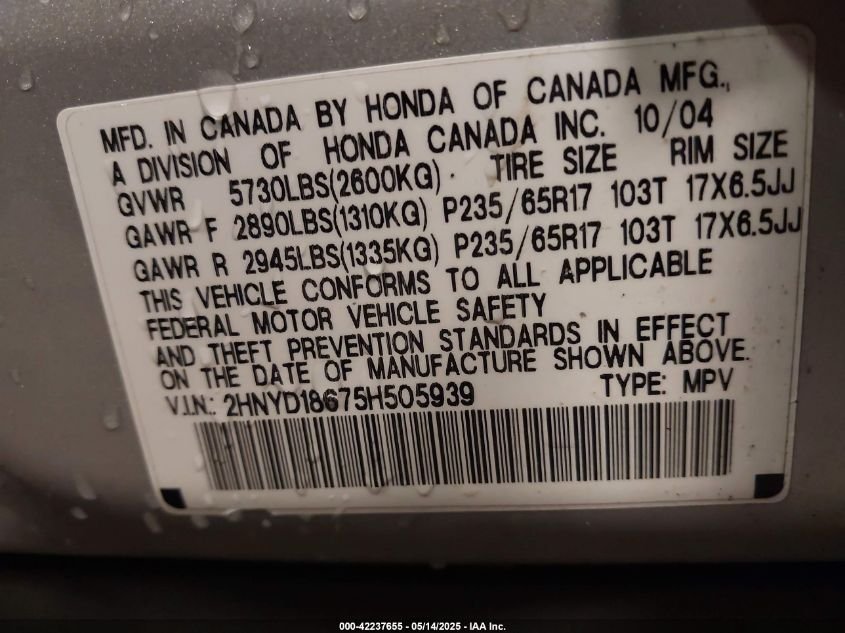 MFD. IN CANADA BY HONDA OF CANADA MFG.,
A DIVISION OF HONDA CANADA INC. 10/04
GVWR 5730LBS(2600KG) TIRE SIZE RIM SIZE
GAWR F 2890LBS(1310KG) P235/65R17 103T 17X6.5JJ
GAWR R 2945LBS(1335KG) P235/65R17 103T 17X6.5JJ
THIS VEHICLE CONFORMS TO ALL APPLICABLE
FEDERAL MOTOR VEHICLE SAFETY
AND THEFT PREVENTION STANDARDS IN EFFECT
ON THE DATE OF MANUFACTURE SHOWN ABOVE.
V.I.N.: 2HNYD18675H505939 TYPE: MPV
000-42237655 - 05/14/2025 - IAA Inc.